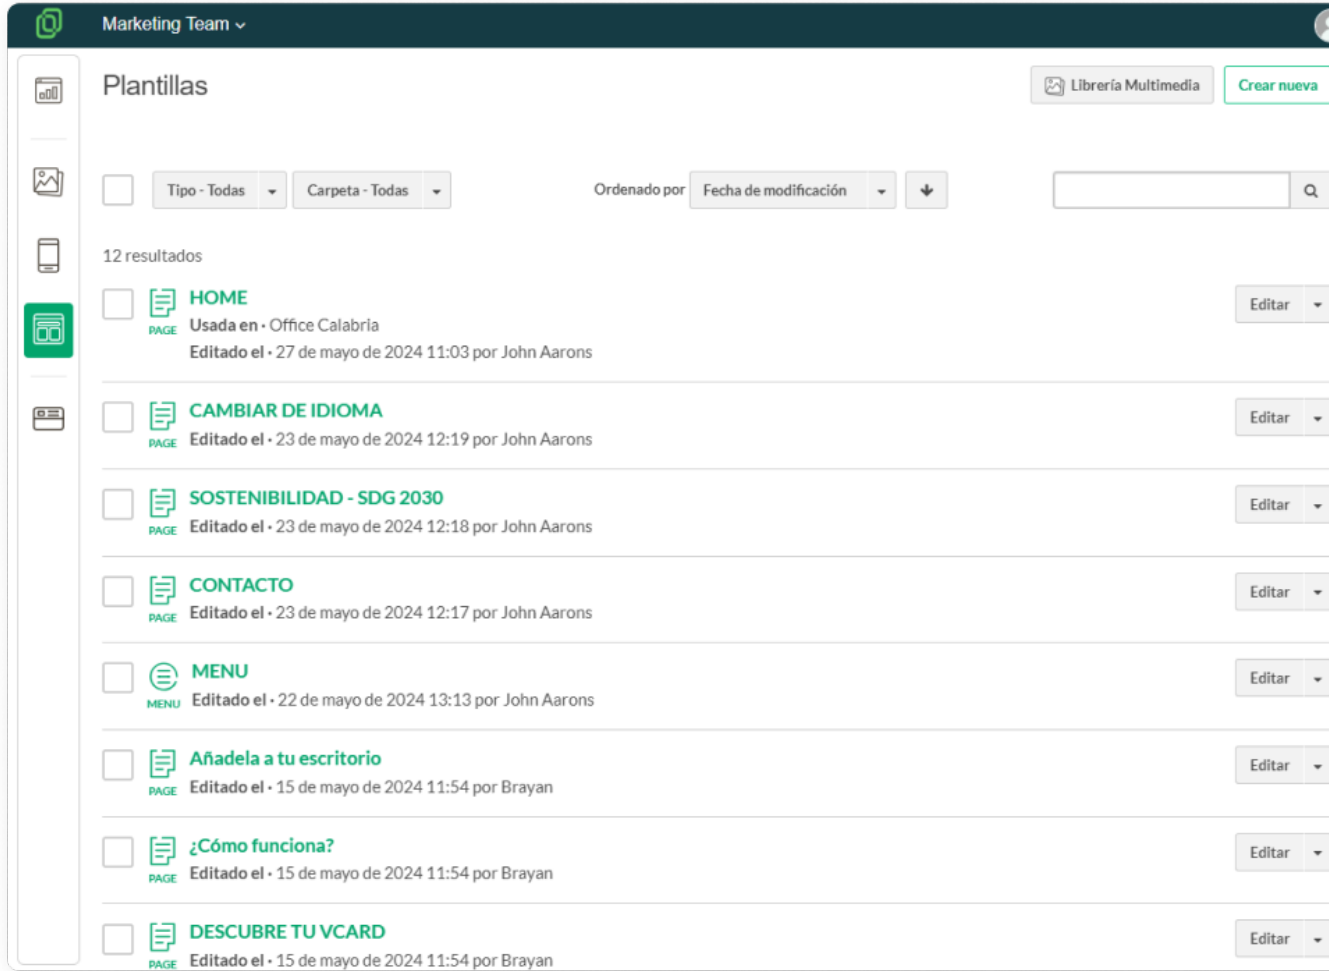 Marketing Team
Plantillas
Librería Multimedia
Crear nueva
Tipo - Todas
Carpeta - Todas
Ordenado por
Fecha de modificación
12 resultados
HOME
PAGE
Usada en · Office Calabria
Editado el · 27 de mayo de 2024 11:03 por John Aarons
Editar
CAMBIAR DE IDIOMA
PAGE
Editado el · 23 de mayo de 2024 12:19 por John Aarons
Editar
SOSTENIBILIDAD - SDG 2030
PAGE
Editado el · 23 de mayo de 2024 12:18 por John Aarons
Editar
CONTACTO
PAGE
Editado el · 23 de mayo de 2024 12:17 por John Aarons
Editar
MENU
MENU
Editado el · 22 de mayo de 2024 13:13 por John Aarons
Editar
Añadela a tu escritorio
PAGE
Editado el · 15 de mayo de 2024 11:54 por Brayan
Editar
¿Cómo funciona?
PAGE
Editado el · 15 de mayo de 2024 11:54 por Brayan
Editar
DESCUBRE TU VCARD
PAGE
Editado el · 15 de mayo de 2024 11:54 por Brayan
Editar